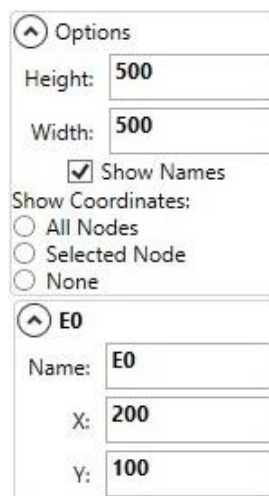 Options
Height: 500
Width: 500
Show Names
Show Coordinates:
All Nodes
Selected Node
None
E0
Name: E0
X: 200
Y: 100